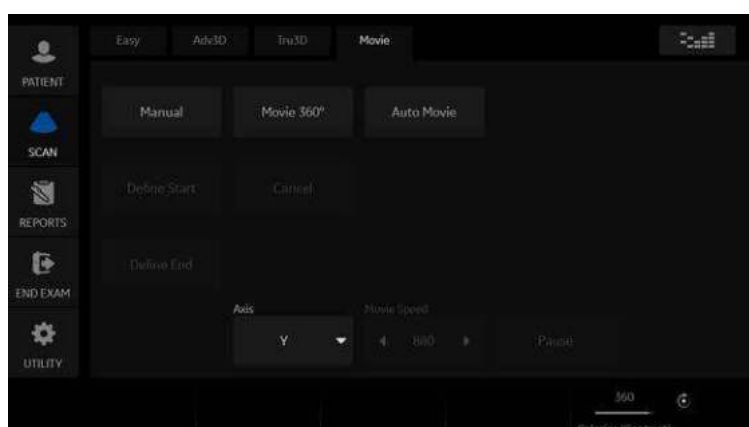 Easy Adv3D Tru3D Movie
PATIENT
Manual Movie 360° Auto Movie
SCAN
Define Start Cancel
REPORTS
Define End
END EXAM
Axis Movie Speed
Y 880 Pause
UTILITY
360